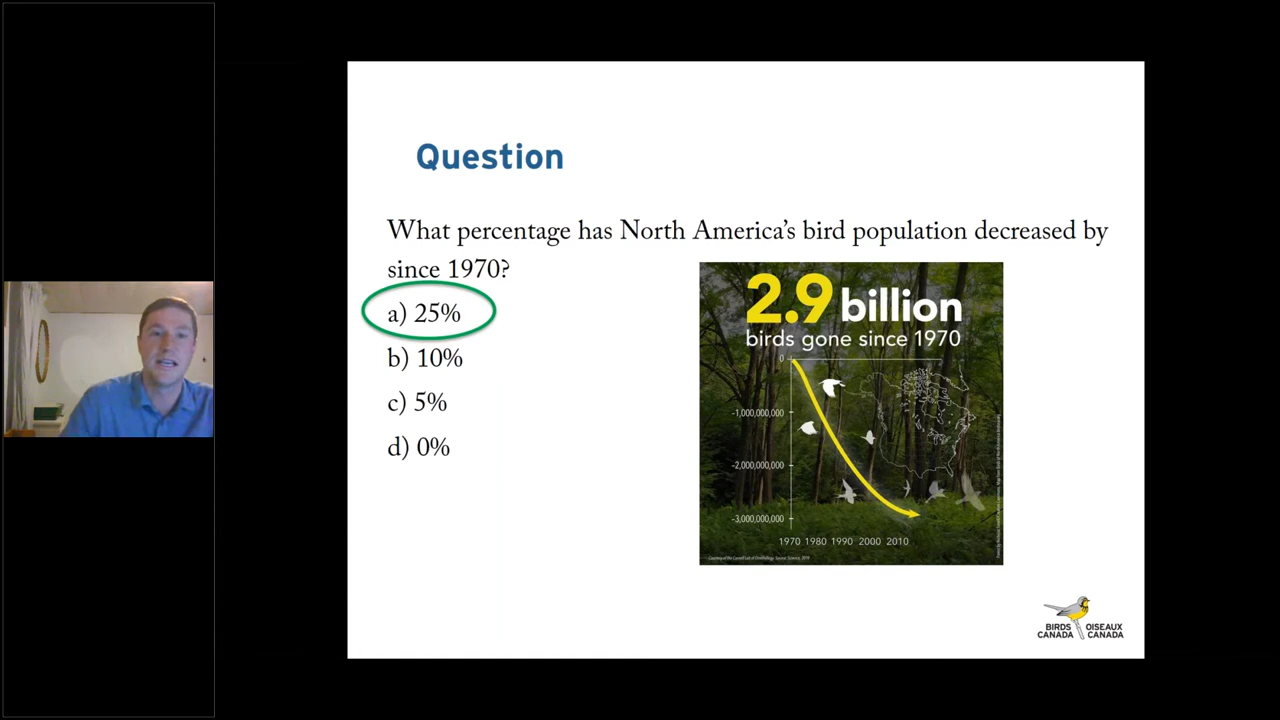 Question
What percentage has North America's bird population decreased by
since 1970?
a) 25%
b) 10%
c) 5%
d) 0%
2.9 billion
birds gone since 1970
0
-1,000,000,000
-2,000,000,000
-3,000,000,000
1970 1980 1990 2000 2010
BIRDS CANADA
OISEAUX CANADA